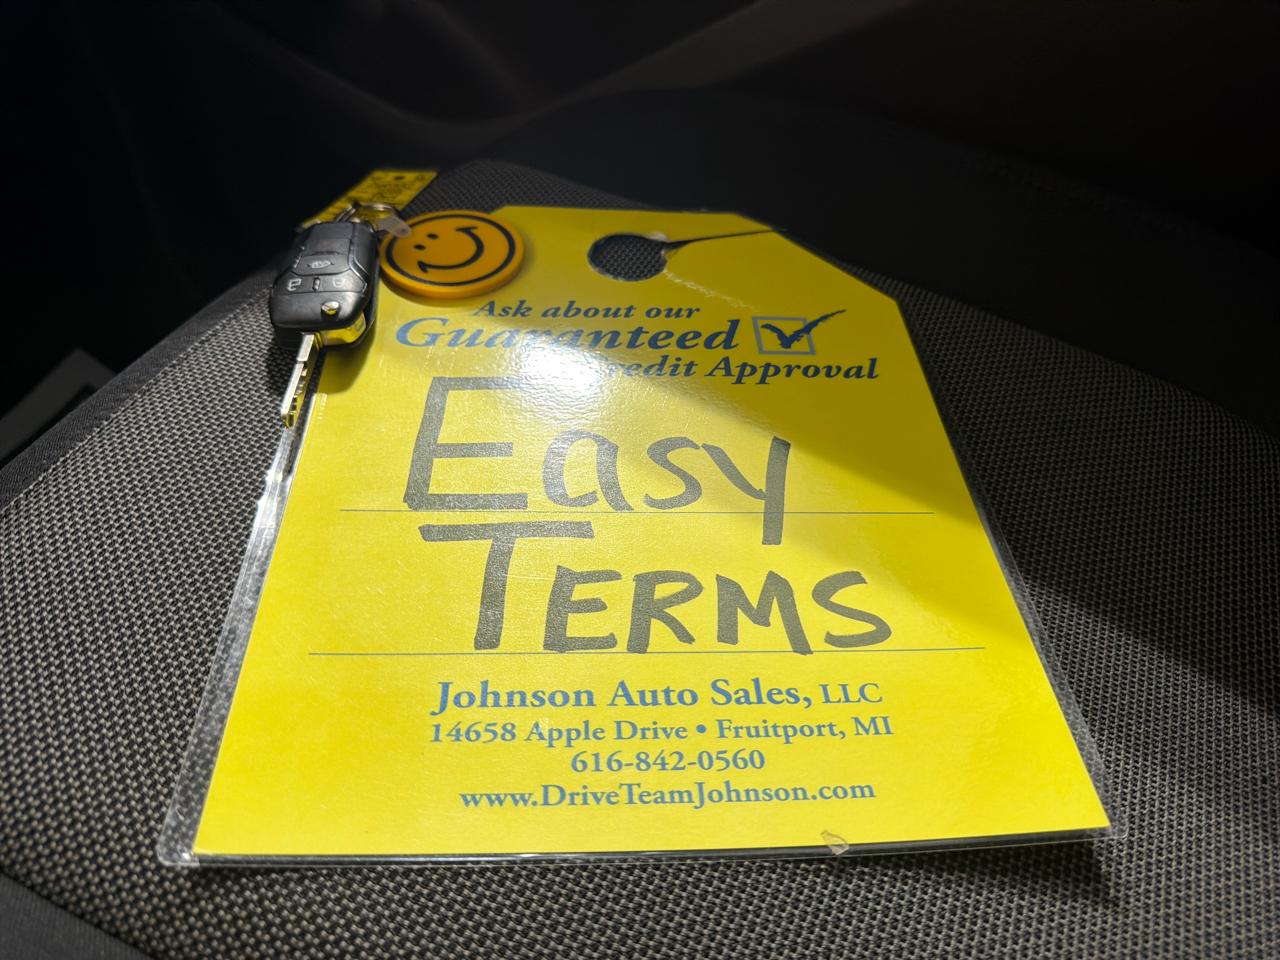 Ask about our
Guaranteed
Credit Approval
Easy
TERMS
Johnson Auto Sales, LLC
14658 Apple Drive • Fruitport, MI
616-842-0560
www.DriveTeamJohnson.com